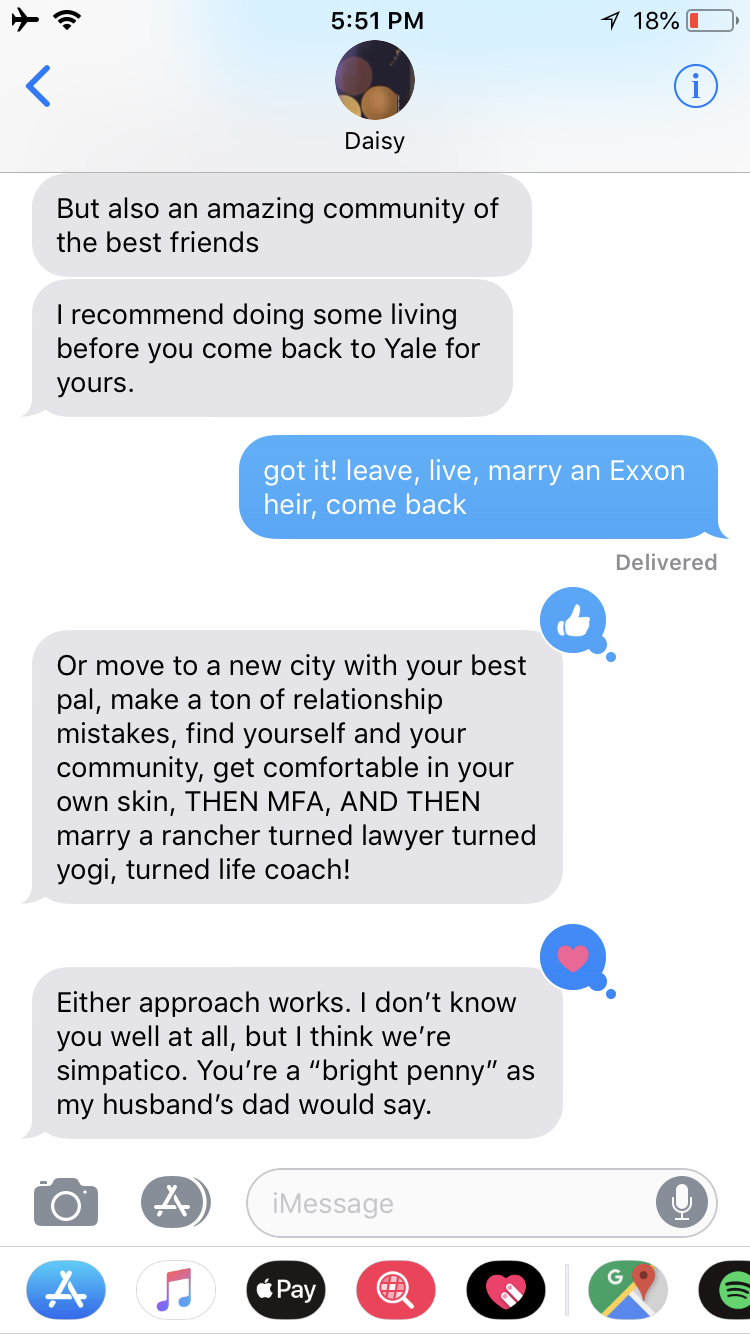 5:51 PM
18%
Daisy
But also an amazing community of
the best friends
I recommend doing some living
before you come back to Yale for
yours.
got it! leave, live, marry an Exxon
heir, come back
Delivered
Or move to a new city with your best
pal, make a ton of relationship
mistakes, find yourself and your
community, get comfortable in your
own skin, THEN MFA, AND THEN
marry a rancher turned lawyer turned
yogi, turned life coach!
Either approach works. I don’t know
you well at all, but I think we’re
simpatico. You’re a “bright penny” as
my husband’s dad would say.
iMessage
Pay
G